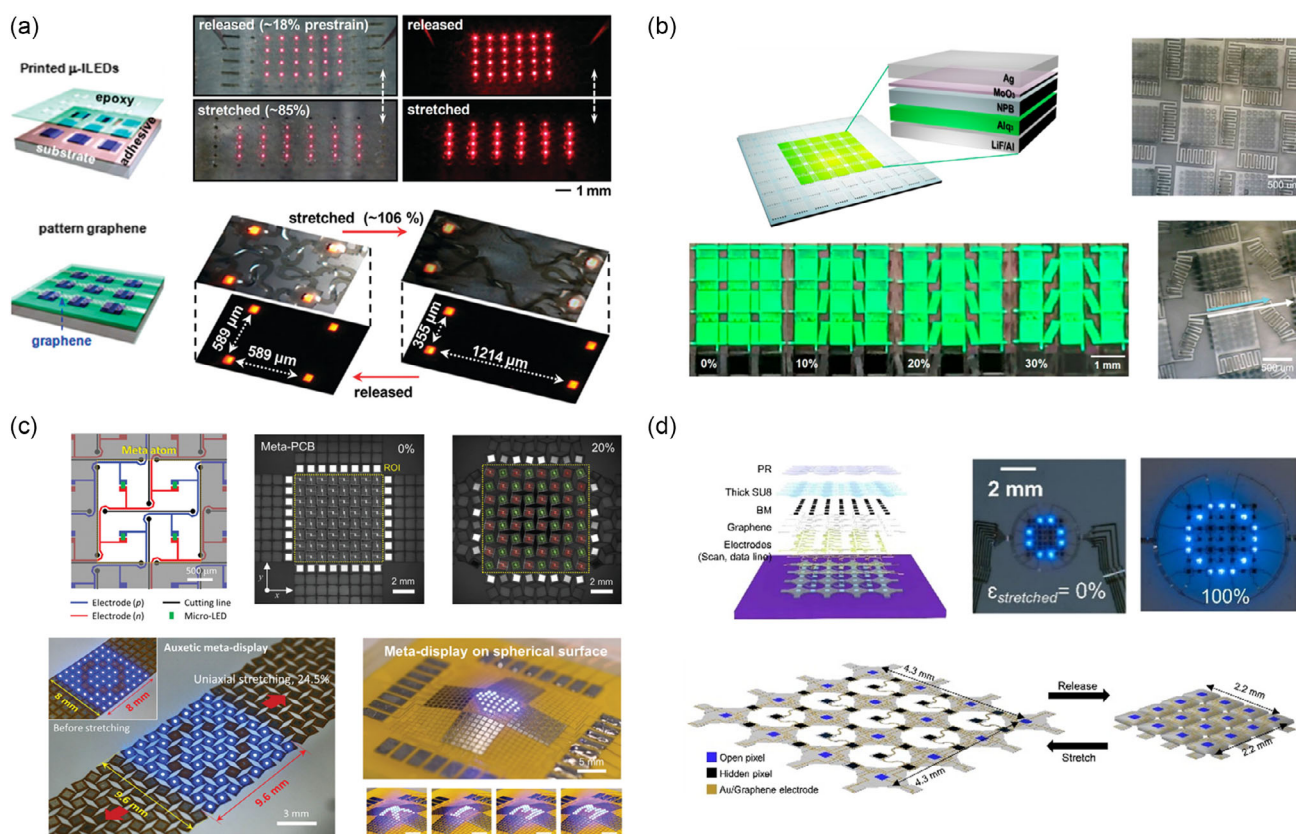 (a)
Printed μ-ILEDs
epoxy
adhesive
substrate
released (~18% prestrain)
released
stretched (~85%)
stretched
1 mm
pattern graphene
graphene
stretched (~106 %)
589 μm
589 μm
355 μm
1214 μm
released
(b)
Ag
MoO₃
NPB
Alq₃
LiF/Al
500 μm
0%
10%
20%
30%
1 mm
500 μm
(c)
Meta atom
500 μm
Electrode (p)
Cutting line
Electrode (n)
Micro-LED
Meta-PCB
0%
ROI
y
x
2 mm
20%
2 mm
Auxetic meta-display
Uniaxial stretching, 24.5%
8 mm
8 mm
Before stretching
9.6 mm
9.6 mm
3 mm
Meta-display on spherical surface
5 mm
(d)
PR
Thick SU8
BM
Graphene
Electrodes
(Scan, data line)
2 mm
εstretched= 0%
100%
4.3 mm
4.3 mm
Release
Stretch
2.2 mm
2.2 mm
Open pixel
Hidden pixel
Au/Graphene electrode